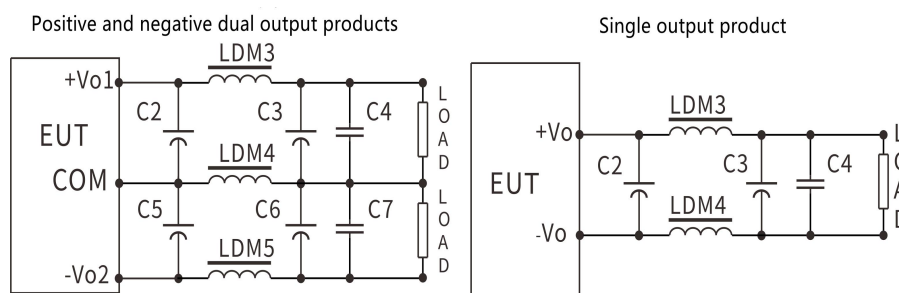 Positive and negative dual output products
Single output product
LDM3
+Vo1
C2
C3
C4
LOAD
EUT
LDM4
COM
C5
C6
C7
LOAD
LDM5
-Vo2
LDM3
+Vo
C2
C3
C4
LOAD
EUT
LDM4
-Vo